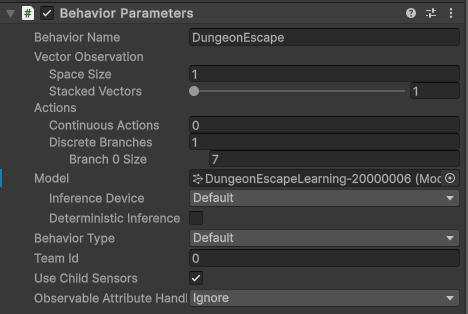 Behavior Parameters
Behavior Name DungeonEscape
Vector Observation
Space Size 1
Stacked Vectors 1
Actions
Continuous Actions 0
Discrete Branches 1
Branch 0 Size 7
Model DungeonEscapeLearning-20000006 (Moc
Inference Device Default
Deterministic Inference
Behavior Type Default
Team Id 0
Use Child Sensors
Observable Attribute Handl Ignore